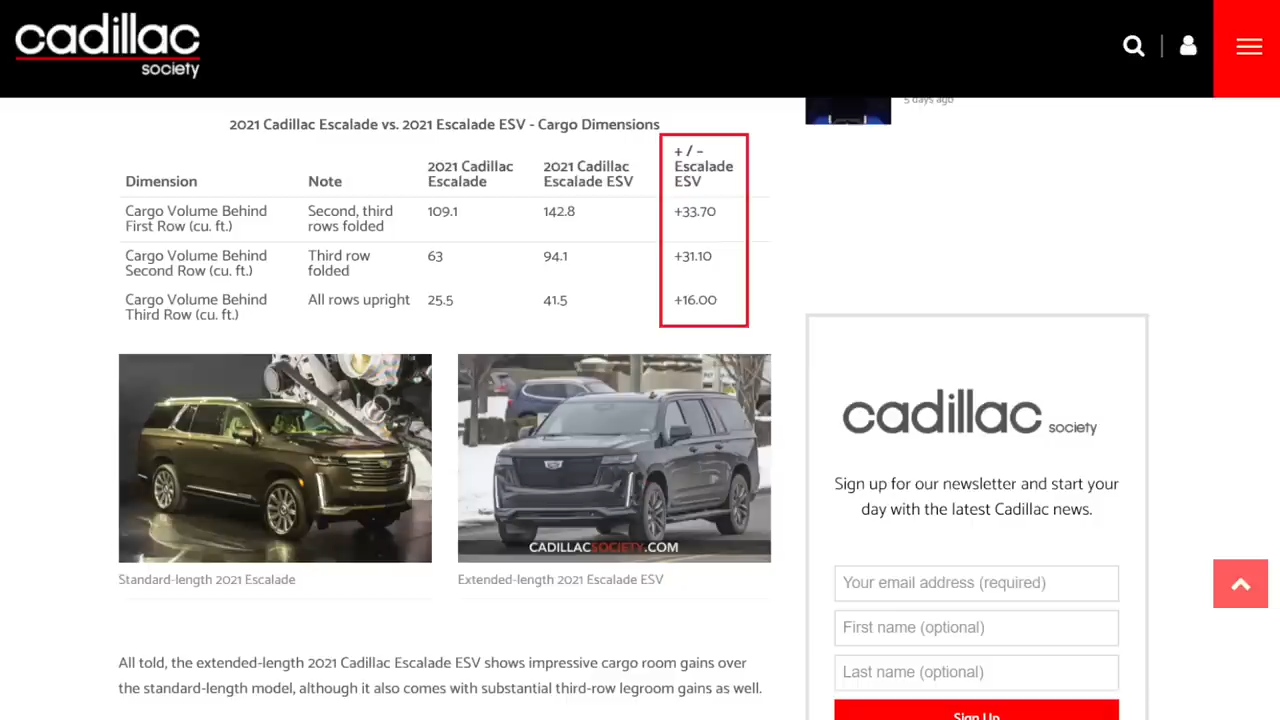 cadillac
society
5 days ago
2021 Cadillac Escalade vs. 2021 Escalade ESV - Cargo Dimensions
Dimension Note 2021 Cadillac Escalade 2021 Cadillac Escalade ESV + / – Escalade ESV
Cargo Volume Behind First Row (cu. ft.) Second, third rows folded 109.1 142.8 +33.70
Cargo Volume Behind Second Row (cu. ft.) Third row folded 63 94.1 +31.10
Cargo Volume Behind Third Row (cu. ft.) All rows upright 25.5 41.5 +16.00
CADILLACSOCIETY.COM
Standard-length 2021 Escalade
Extended-length 2021 Escalade ESV
All told, the extended-length 2021 Cadillac Escalade ESV shows impressive cargo room gains over
the standard-length model, although it also comes with substantial third-row legroom gains as well.
cadillac society
Sign up for our newsletter and start your
day with the latest Cadillac news.
Your email address (required)
First name (optional)
Last name (optional)
Sign Up